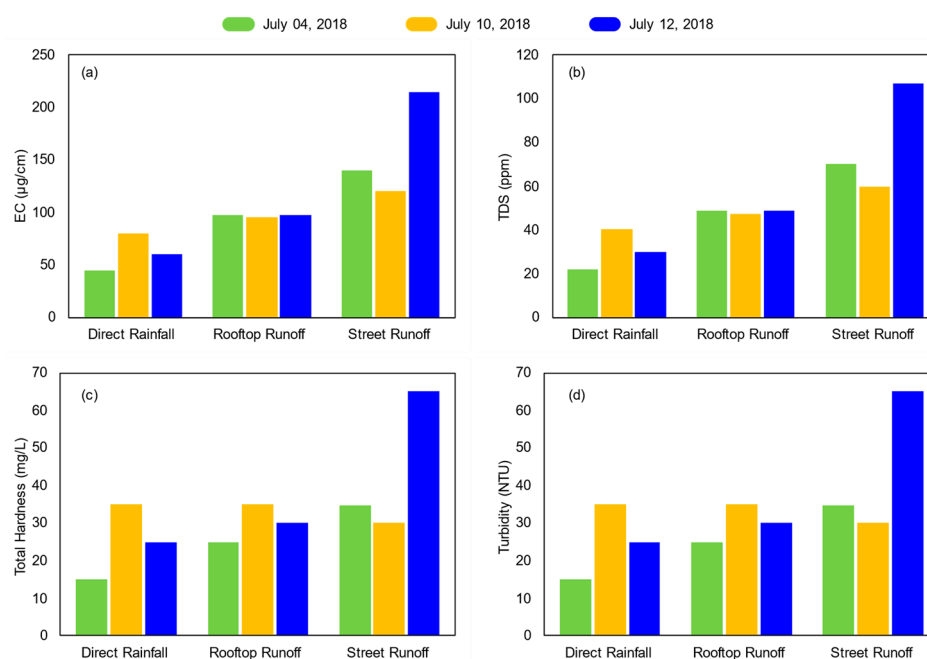 July 04, 2018 July 10, 2018 July 12, 2018
(a)
EC (µg/cm)
250
200
150
100
50
0
Direct Rainfall Rooftop Runoff Street Runoff
(b)
TDS (ppm)
120
100
80
60
40
20
0
Direct Rainfall Rooftop Runoff Street Runoff
(c)
Total Hardness (mg/L)
70
60
50
40
30
20
10
0
Direct Rainfall Rooftop Runoff Street Runoff
(d)
Turbidity (NTU)
70
60
50
40
30
20
10
0
Direct Rainfall Rooftop Runoff Street Runoff